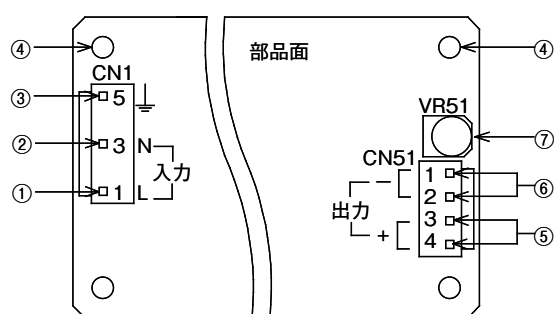 ④ 部品面 ④
CN1
③ 5
VR51
② 3 N ⑦
入力
CN51
① 1 L
1
− 2 ⑥
出力
3
+ 4 ⑤